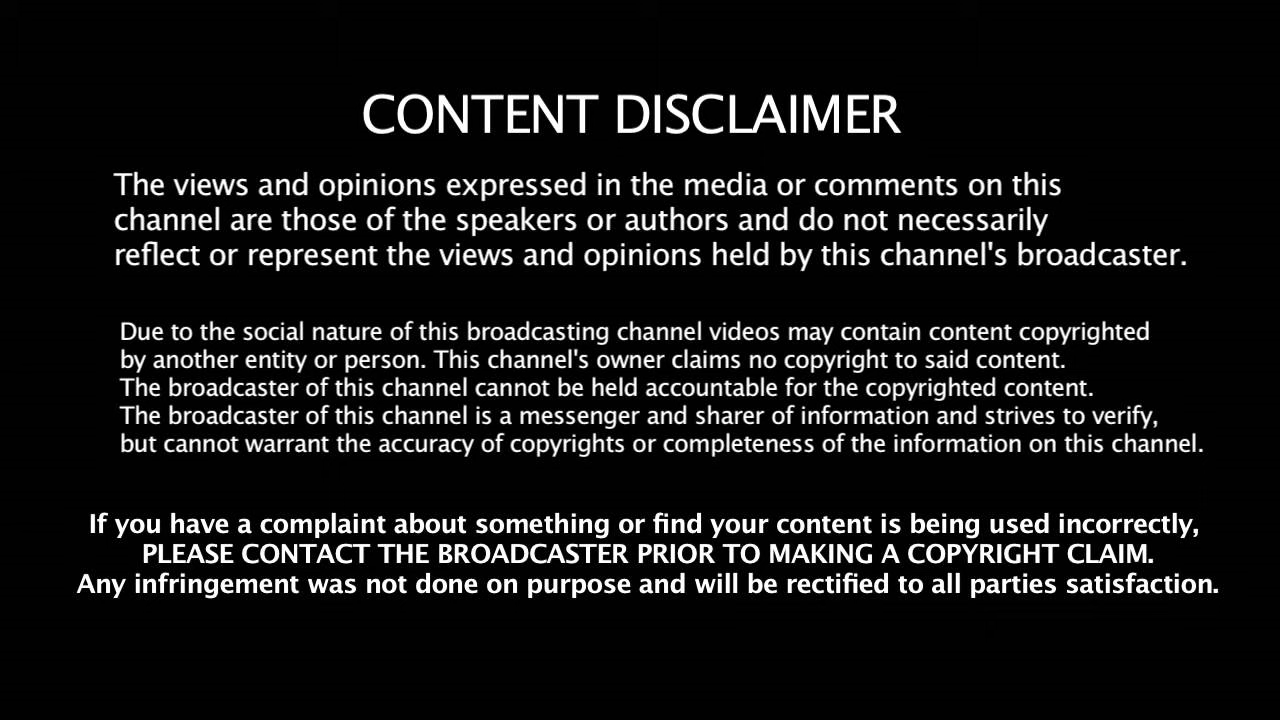 CONTENT DISCLAIMER
The views and opinions expressed in the media or comments on this
channel are those of the speakers or authors and do not necessarily
reflect or represent the views and opinions held by this channel's broadcaster.
Due to the social nature of this broadcasting channel videos may contain content copyrighted
by another entity or person. This channel's owner claims no copyright to said content.
The broadcaster of this channel cannot be held accountable for the copyrighted content.
The broadcaster of this channel is a messenger and sharer of information and strives to verify,
but cannot warrant the accuracy of copyrights or completeness of the information on this channel.
If you have a complaint about something or find your content is being used incorrectly,
PLEASE CONTACT THE BROADCASTER PRIOR TO MAKING A COPYRIGHT CLAIM.
Any infringement was not done on purpose and will be rectified to all parties satisfaction.